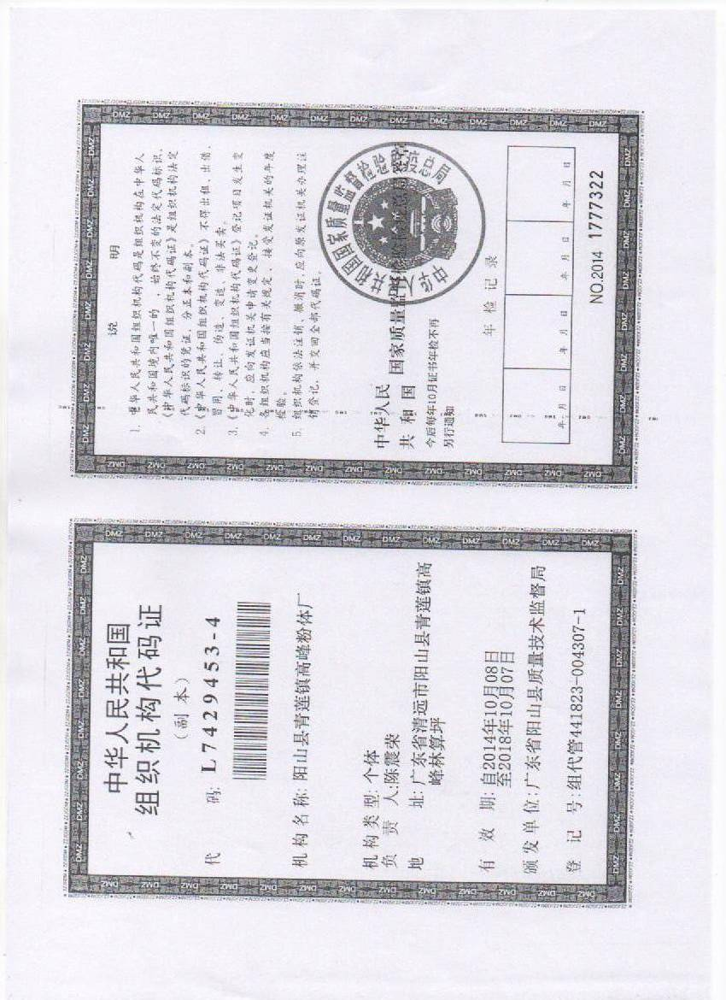 中华人民共和国
组织机构代码证
（副本）
代 码: L7429453-4
机构名称: 阳山县青莲镇高峰粉体厂
机构类型: 个体
负 责 人:陈震荣
地 址: 广东省清远市阳山县青莲镇高
峰林算坪
有 效 期: 自2014年10月08日
至2018年10月07日
颁发单位:广东省阳山县质量技术监督局
登 记 号:组代管441823-004307-1
说 明
1. 中华人民共和国组织机构代码是组织机构在中华人
民共和国境内唯一的、始终不变的法定代码标识,
《中华人民共和国组织机构代码证》是组织机构法定
代码标识的凭证，分正本和副本。
2. 《中华人民共和国组织机构代码证》不得出租、出借、
冒用、转让、伪造、变造、非法买卖。
3. 《中华人民共和国组织机构代码证》登记项目发生变
化时，应向发证机关申请变更登记。
4. 各组织机构应当按有关规定，接受发证机关的年度
检验。
5. 组织机构依法注销、撤消时，应向原发证机关办理注
销登记，并交回全部代码证。
中华人民
共 和 国 国家质量监督检验检疫总局
今后每年10月证书年检不再
另行通知
年 检 记 录
年 月 日 年 月 日 年 月 日 年 月 日
NO.2014 1777322